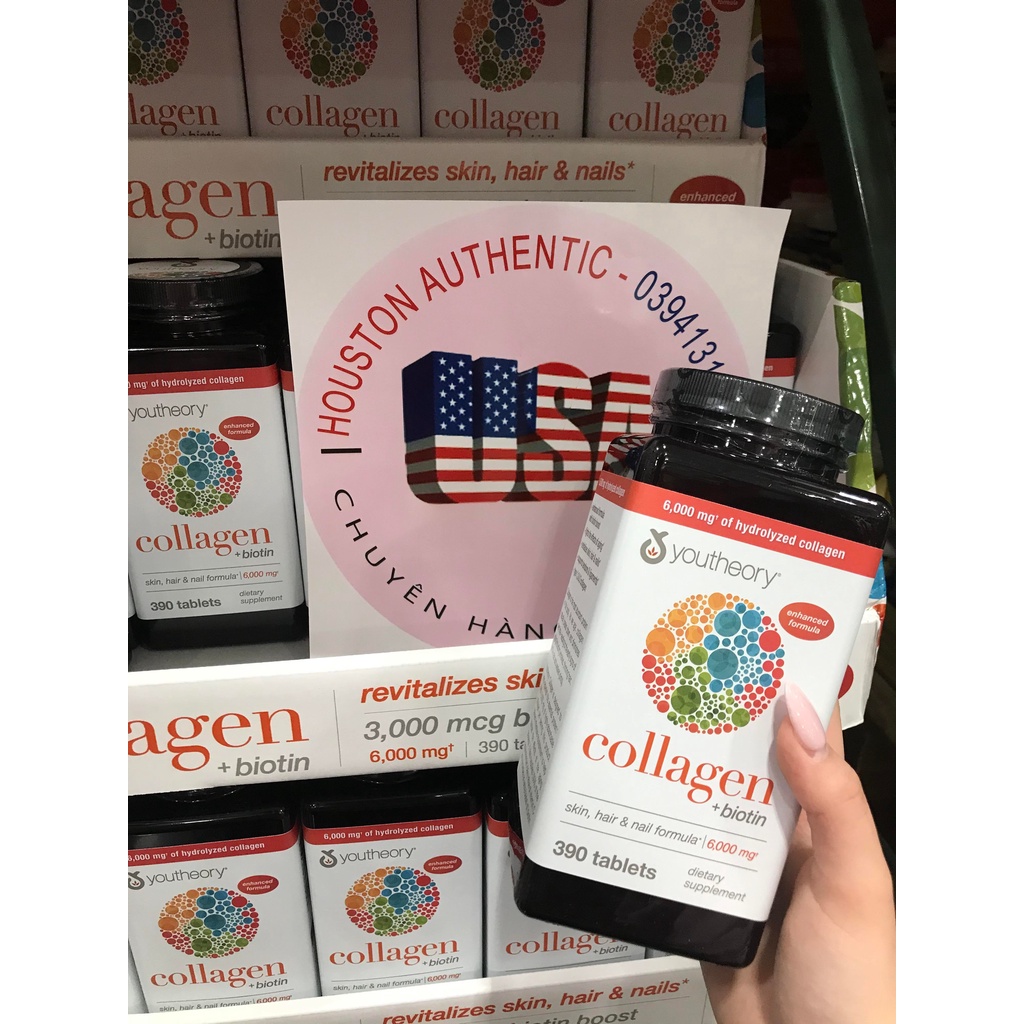 collagen
+ biotin
collagen
+ biotin
collagen
collagen
revitalizes skin, hair & nails*
agen
+ biotin
enhanced
HOUSTON AUTHENTIC - 0394131
USA
CHUYÊN HÀN
mg† of hydrolyzed collagen
youtheory®
enhanced
formula
collagen
+ biotin
skin, hair & nail formula* | 6,000 mg†
390 tablets
dietary
supplement
6,000 mg† of hydrolyzed collagen
youtheory®
enhanced
formula
collagen
+ biotin
skin, hair & nail formula* | 6,000 mg†
390 tablets
dietary
supplement
revitalizes ski
agen
+ biotin
3,000 mcg b
6,000 mg† | 390 ta
6,000 mg† of hydrolyzed collagen
youtheory®
enhanced
formula
collagen
+ biotin
skin, hair & nail formula* | 6,000 mg†
6,000 mg† of hydrolyzed collagen
youtheory®
enhanced
formula
collagen
+ biotin
skin, hair & nail formula* | 6,000 mg†
collagen
revitalizes skin, hair & nails*
biotin boost